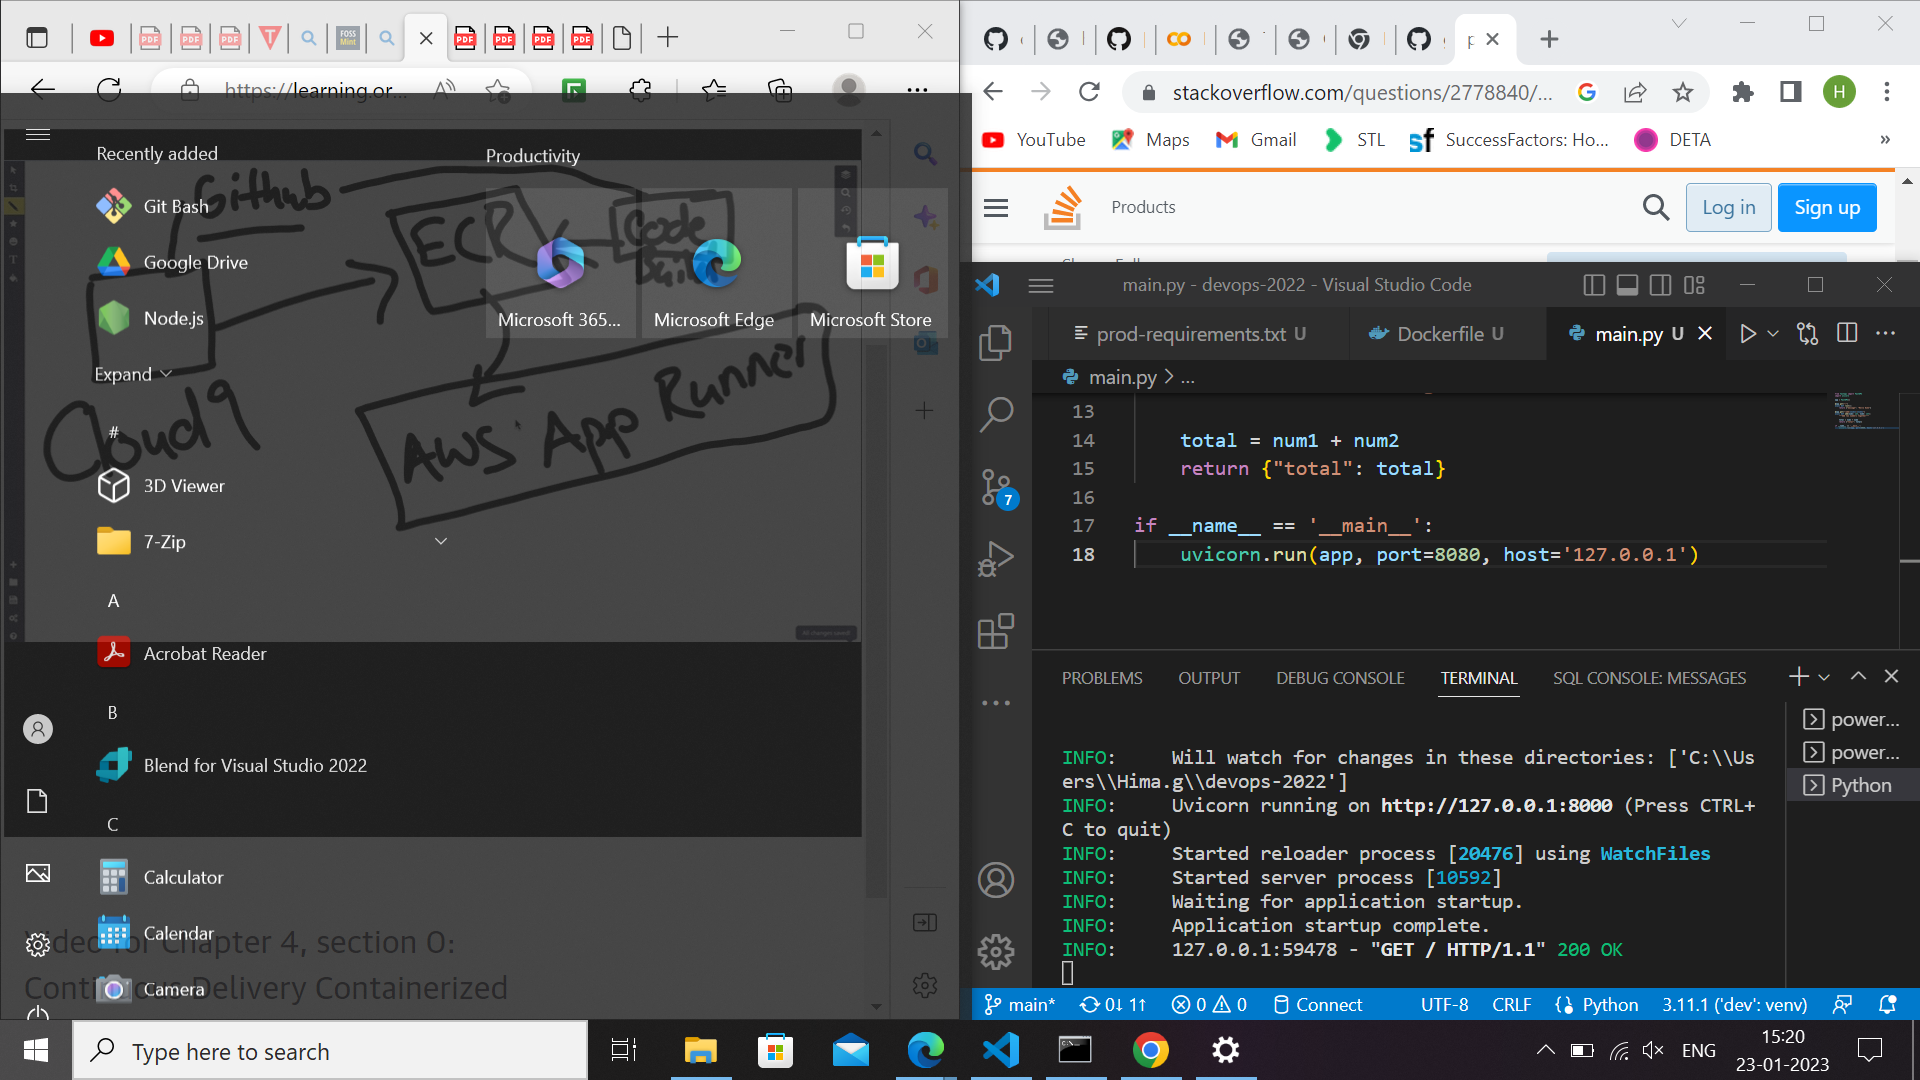 https://learning.or...
Recently added
Productivity
Git Bash
Google Drive
Node.js
Expand
#
3D Viewer
7-Zip
A
Acrobat Reader
B
Blend for Visual Studio 2022
C
Calculator
Calendar
Camera
Microsoft 365...
Microsoft Edge
Microsoft Store
Github
ECR
Code
Cloud9
AWS App Runner
Chapter 4, section 0:
Delivery Containerized
Type here to search
stackoverflow.com/questions/2778840/...
H
YouTube
Maps
Gmail
STL
SuccessFactors: Ho...
DETA
»
Products
Log in
Sign up
main.py - devops-2022 - Visual Studio Code
prod-requirements.txt U
Dockerfile U
main.py U
main.py > ...
13
14 total = num1 + num2
15 return {"total": total}
16
17 if __name__ == '__main__':
18 uvicorn.run(app, port=8080, host='127.0.0.1')
7
PROBLEMS OUTPUT DEBUG CONSOLE TERMINAL SQL CONSOLE: MESSAGES
INFO: Will watch for changes in these directories: ['C:\\Us
ers\\Hima.g\\devops-2022']
INFO: Uvicorn running on http://127.0.0.1:8000 (Press CTRL+
C to quit)
INFO: Started reloader process [20476] using WatchFiles
INFO: Started server process [10592]
INFO: Waiting for application startup.
INFO: Application startup complete.
INFO: 127.0.0.1:59478 - "GET / HTTP/1.1" 200 OK
power...
power...
Python
main* 0↓ 1↑ 0 0 Connect UTF-8 CRLF Python 3.11.1 ('dev': venv)
ENG
15:20
23-01-2023